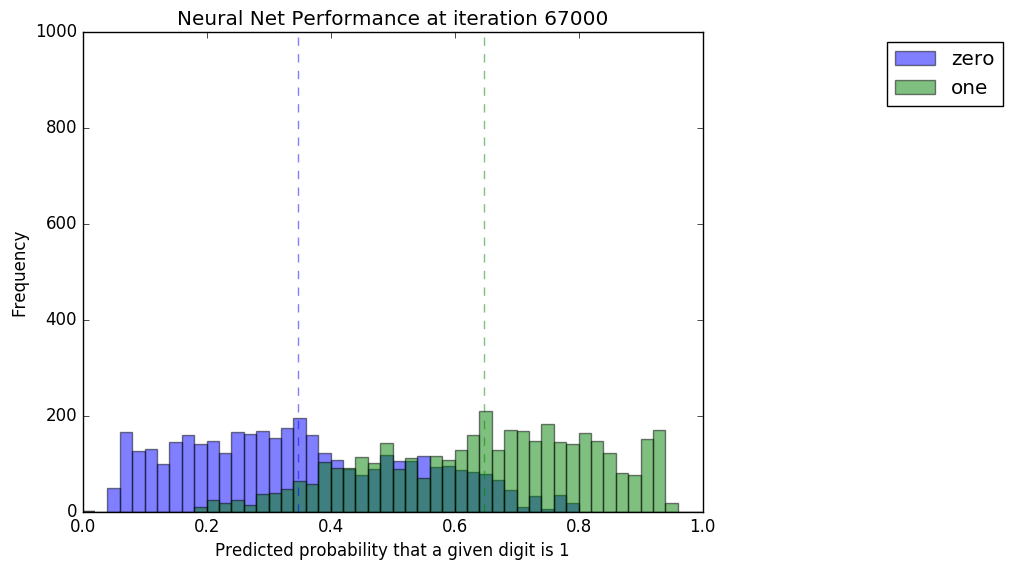 Neural Net Performance at iteration 67000
zero
one
1000
800
600
400
200
0
Frequency
0.0 0.2 0.4 0.6 0.8 1.0
Predicted probability that a given digit is 1